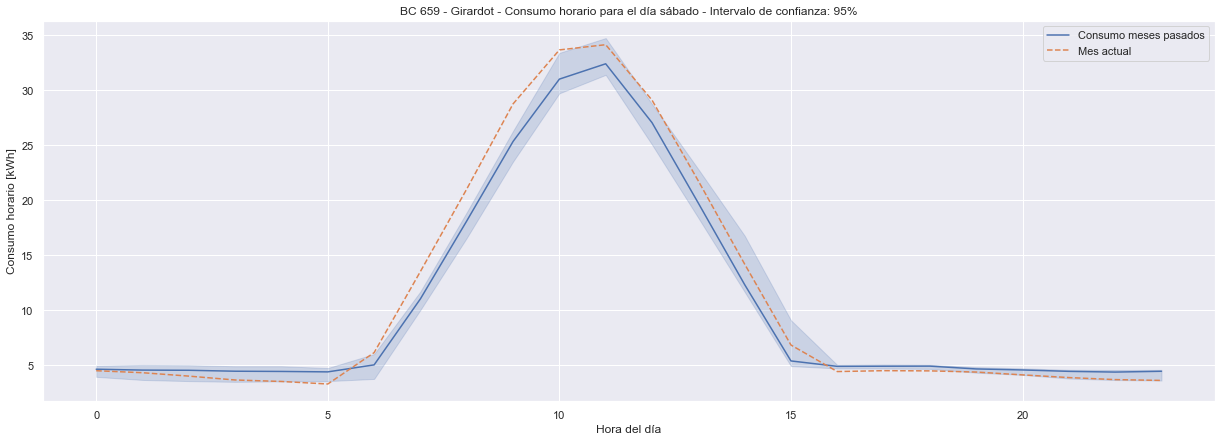 BC 659 - Girardot - Consumo horario para el día sábado - Intervalo de confianza: 95%
Consumo meses pasados
Mes actual
Consumo horario [kWh]
35
30
25
20
15
10
5
0
5
10
15
20
Hora del día